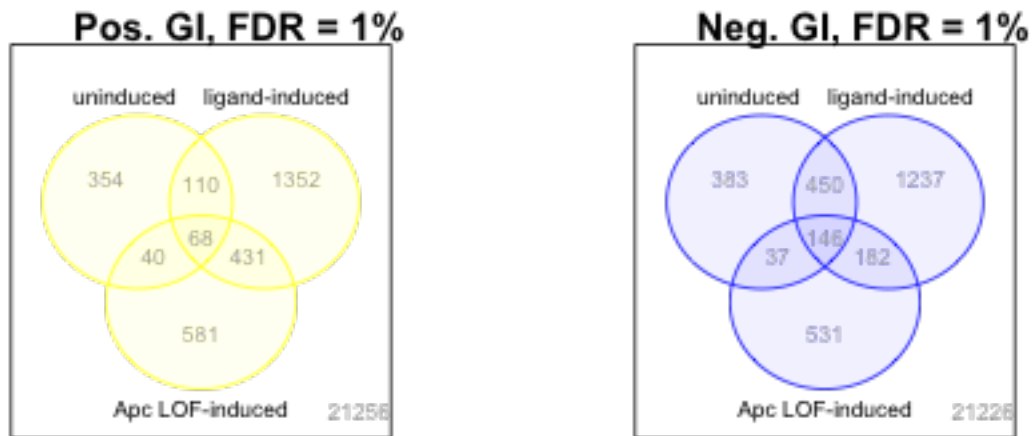 Pos. GI, FDR = 1%
uninduced ligand-induced
354 110 1352
68
40 431
581
Apc LOF-induced 21256
Neg. GI, FDR = 1%
uninduced ligand-induced
383 450 1237
146
37 182
531
Apc LOF-induced 21226